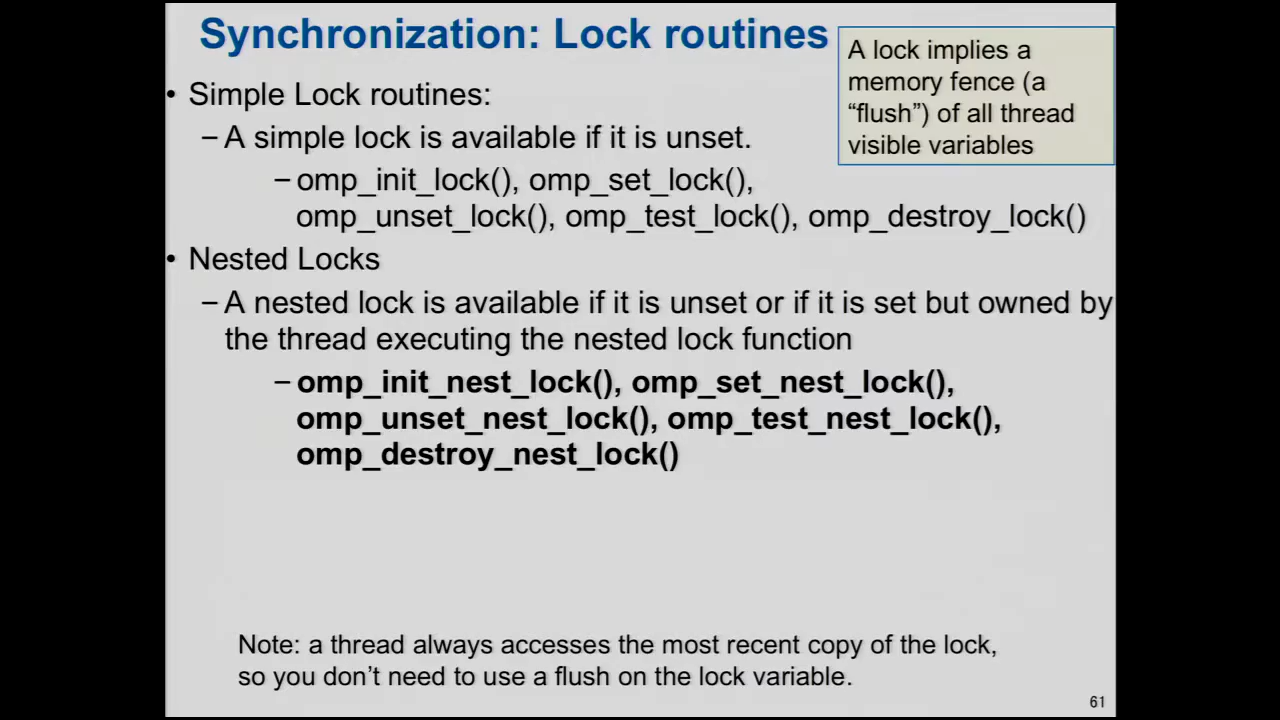 Synchronization: Lock routines
A lock implies a
memory fence (a
“flush”) of all thread
visible variables
• Simple Lock routines:
– A simple lock is available if it is unset.
– omp_init_lock(), omp_set_lock(),
omp_unset_lock(), omp_test_lock(), omp_destroy_lock()
• Nested Locks
– A nested lock is available if it is unset or if it is set but owned by
the thread executing the nested lock function
– omp_init_nest_lock(), omp_set_nest_lock(),
omp_unset_nest_lock(), omp_test_nest_lock(),
omp_destroy_nest_lock()
Note: a thread always accesses the most recent copy of the lock,
so you don’t need to use a flush on the lock variable.
61